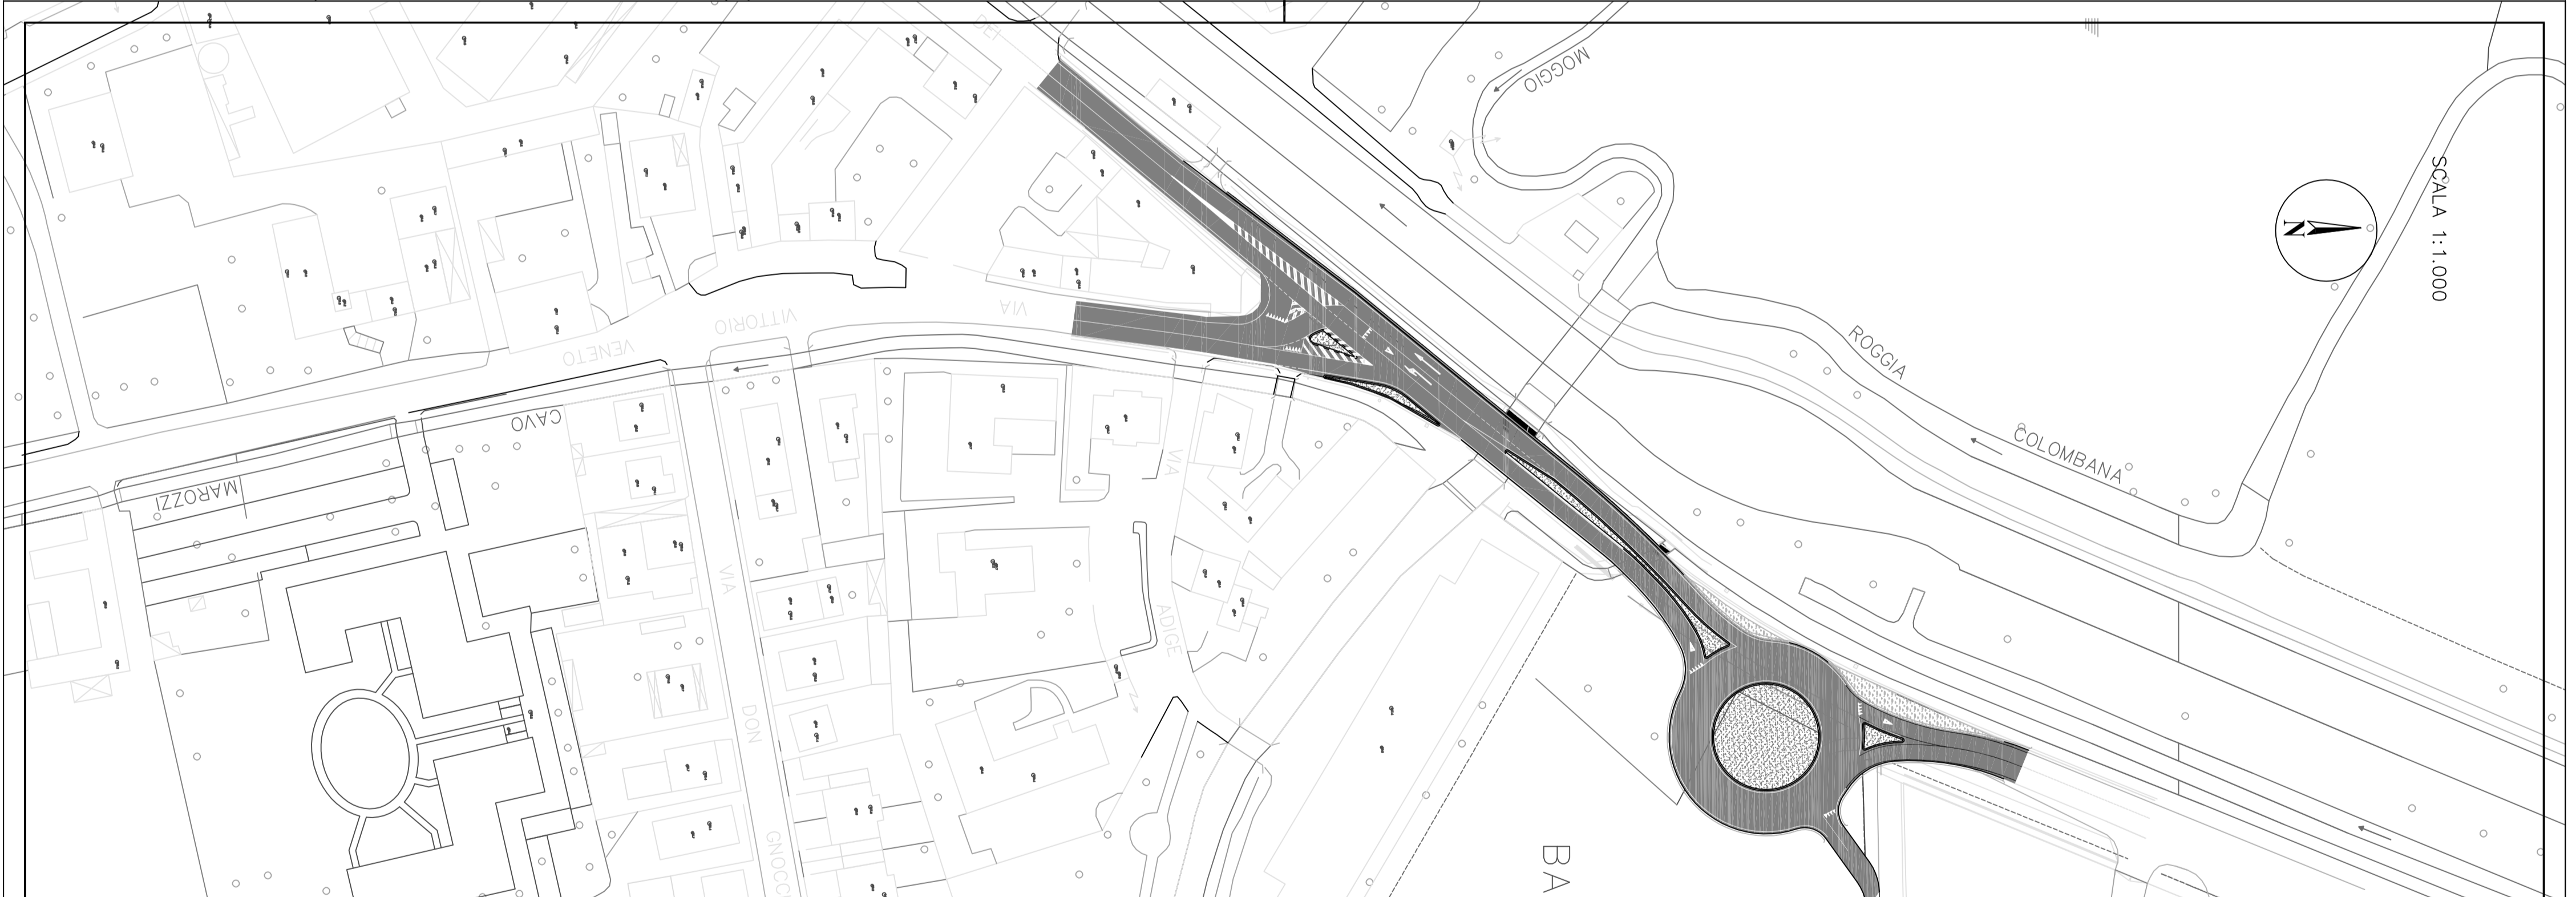 MOGGIO
SCALA 1:1.000
N
VIA
VITTORIO
VENETO
ROGGIA
CAVO
COLOMBANA
VIA
MAROZZI
VIA
ADIGE
DON
GNOCC
BA